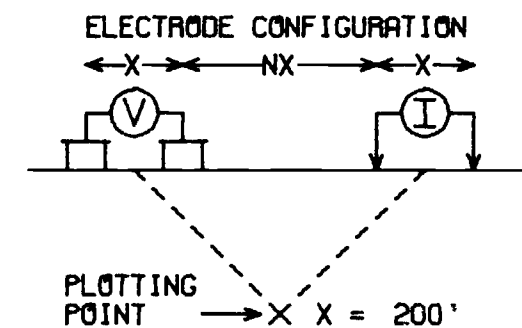 ELECTRODE CONFIGURATION
X NX X
V I
PLOTTING
POINT X X = 200'